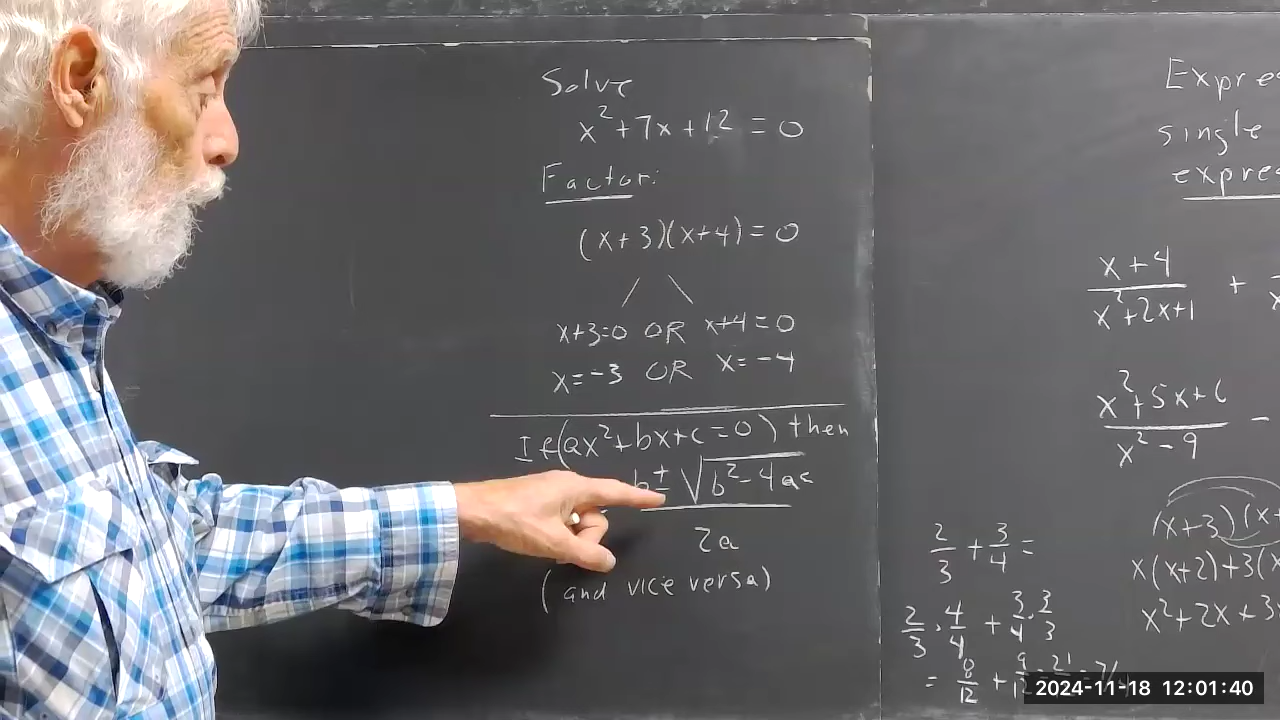 Solve
x²+7x+12=0
Factor:
(x+3)(x+4)=0
x+3=0 OR x+4=0
x=-3 OR x=-4
If(ax²+bx+c=0) then
b±√b²-4ac
2a
(and vice versa)
single
x+4
x²+2x+1
+
x²+5x+6
x²-9
-
(x+3)(x+
x(x+2)+3(x
x²+2x+3
2/3+3/4=
2/3·4/4+3/4·3/3
=8/12+9/12=21
2024-11-18 12:01:40